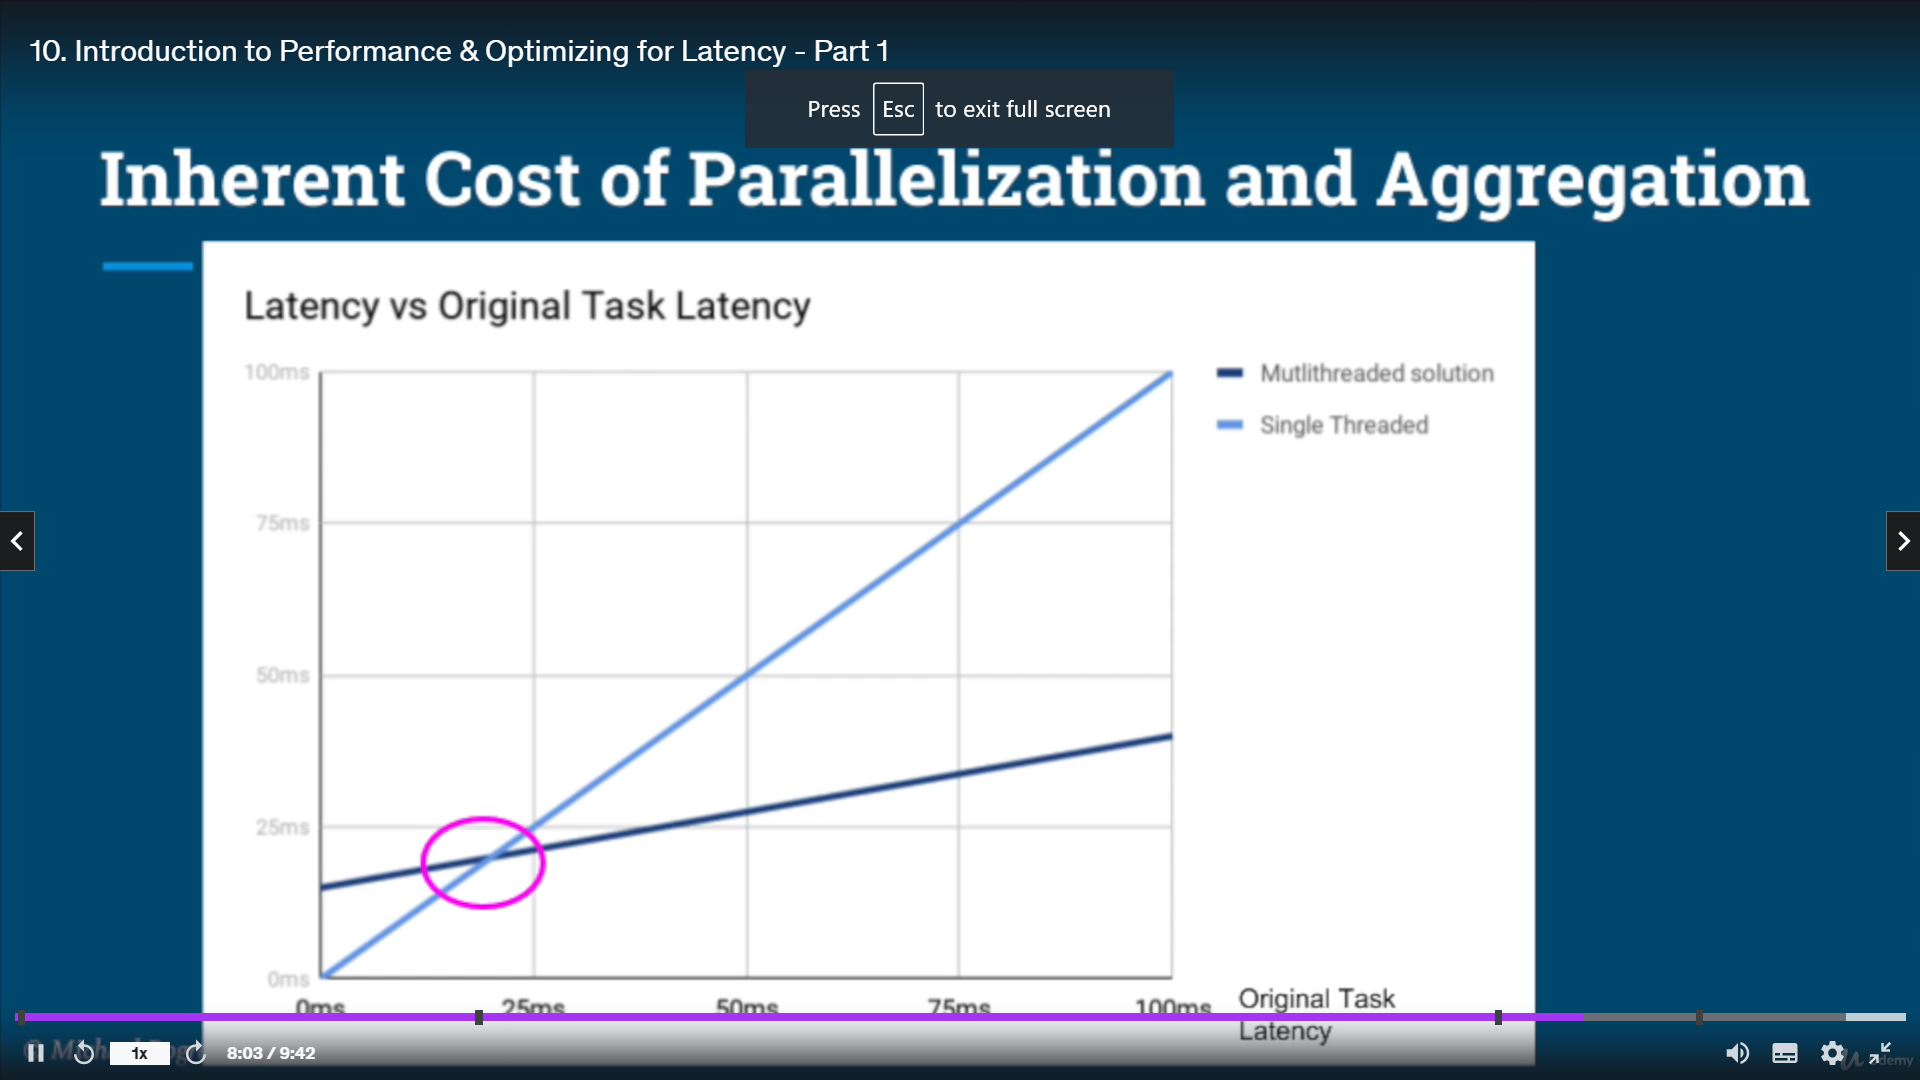 10. Introduction to Performance & Optimizing for Latency - Part 1
Press Esc to exit full screen
Inherent Cost of Parallelization and Aggregation
Latency vs Original Task Latency
100ms
75ms
50ms
25ms
0ms
Mutlithreaded solution
Single Threaded
0ms 25ms 50ms 75ms 100ms
Original Task
Latency
1x
8:03 / 9:42